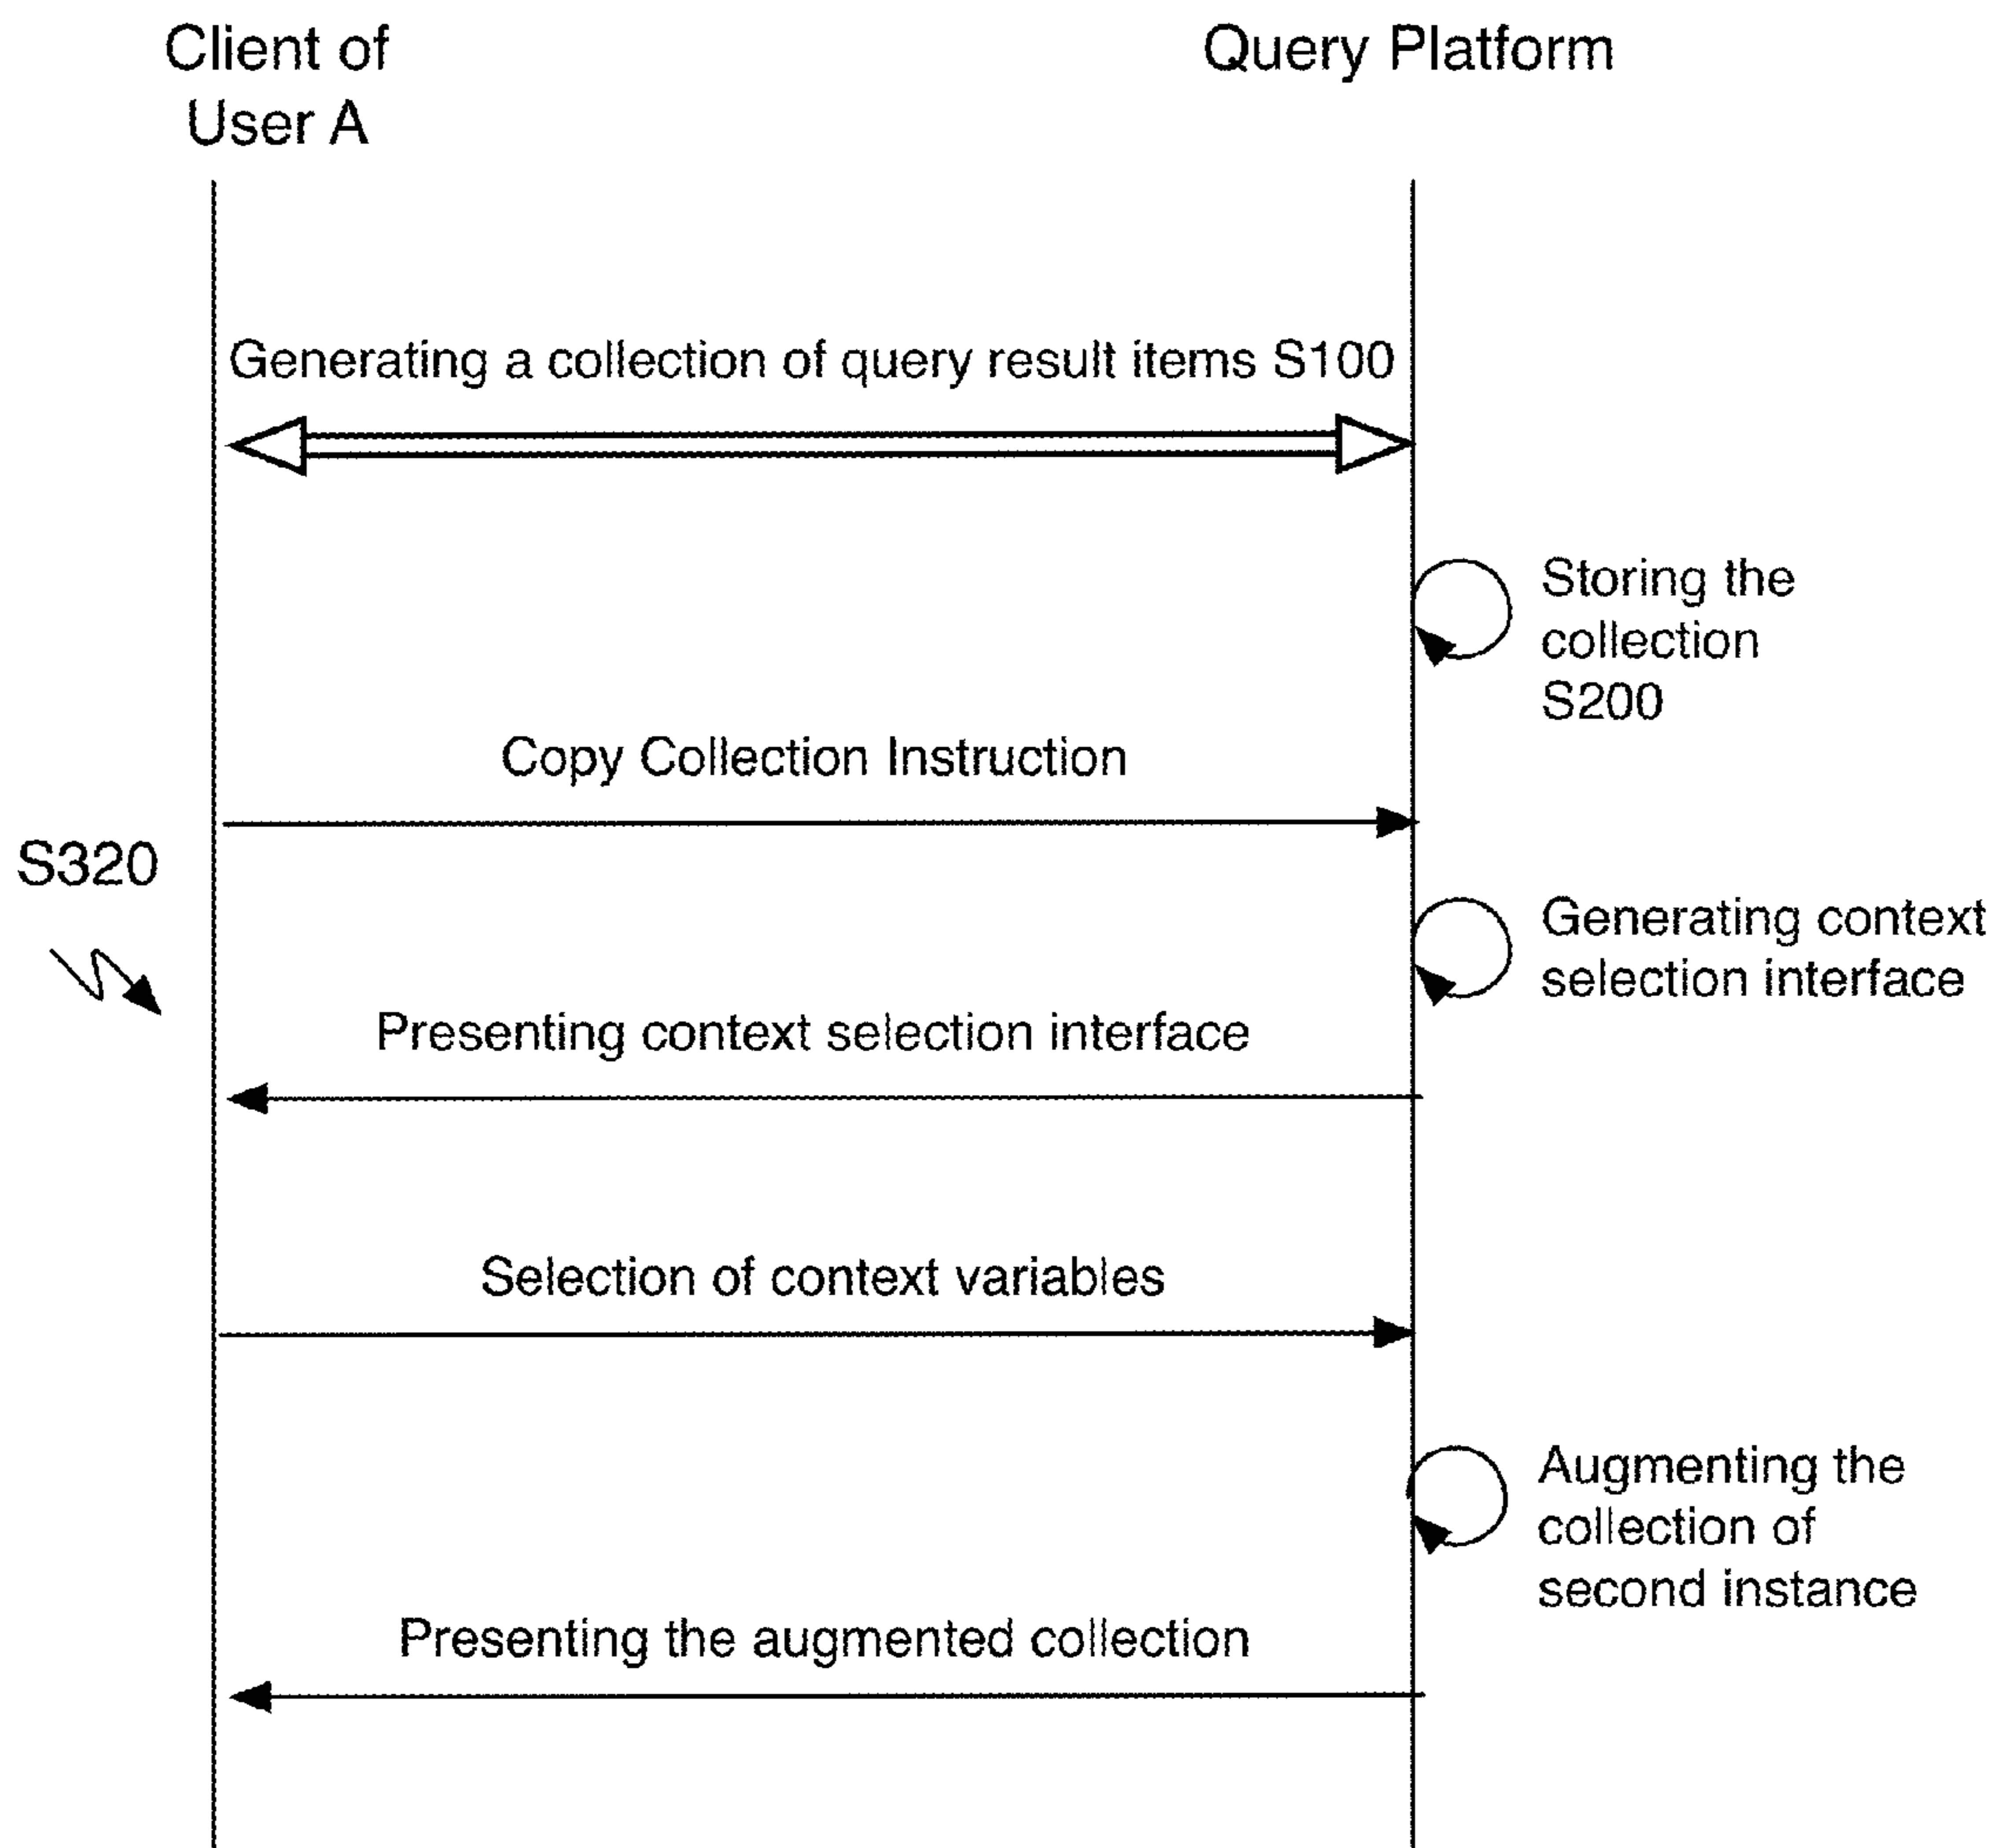 Client of
User A
Query Platform
Generating a collection of query result items S100
Storing the
collection
S200
Copy Collection Instruction
S320
Generating context
selection interface
Presenting context selection interface
Selection of context variables
Augmenting the
collection of
second instance
Presenting the augmented collection